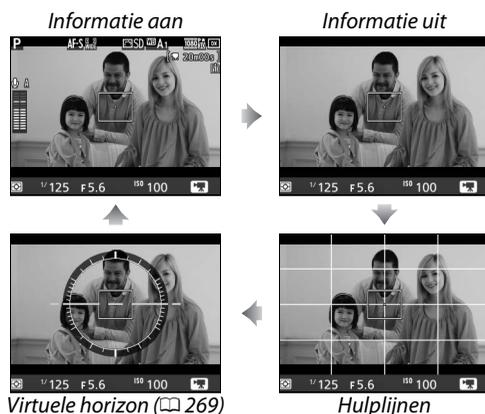 Informatie aan
Informatie uit
P AF-S SD A1 1080 DX
20m00s
A
1/125 F5.6 ISO 100
1/125 F5.6 ISO 100
1/125 F5.6 ISO 100
1/125 F5.6 ISO 100
Virtuele horizon (269)
Hulplijnen